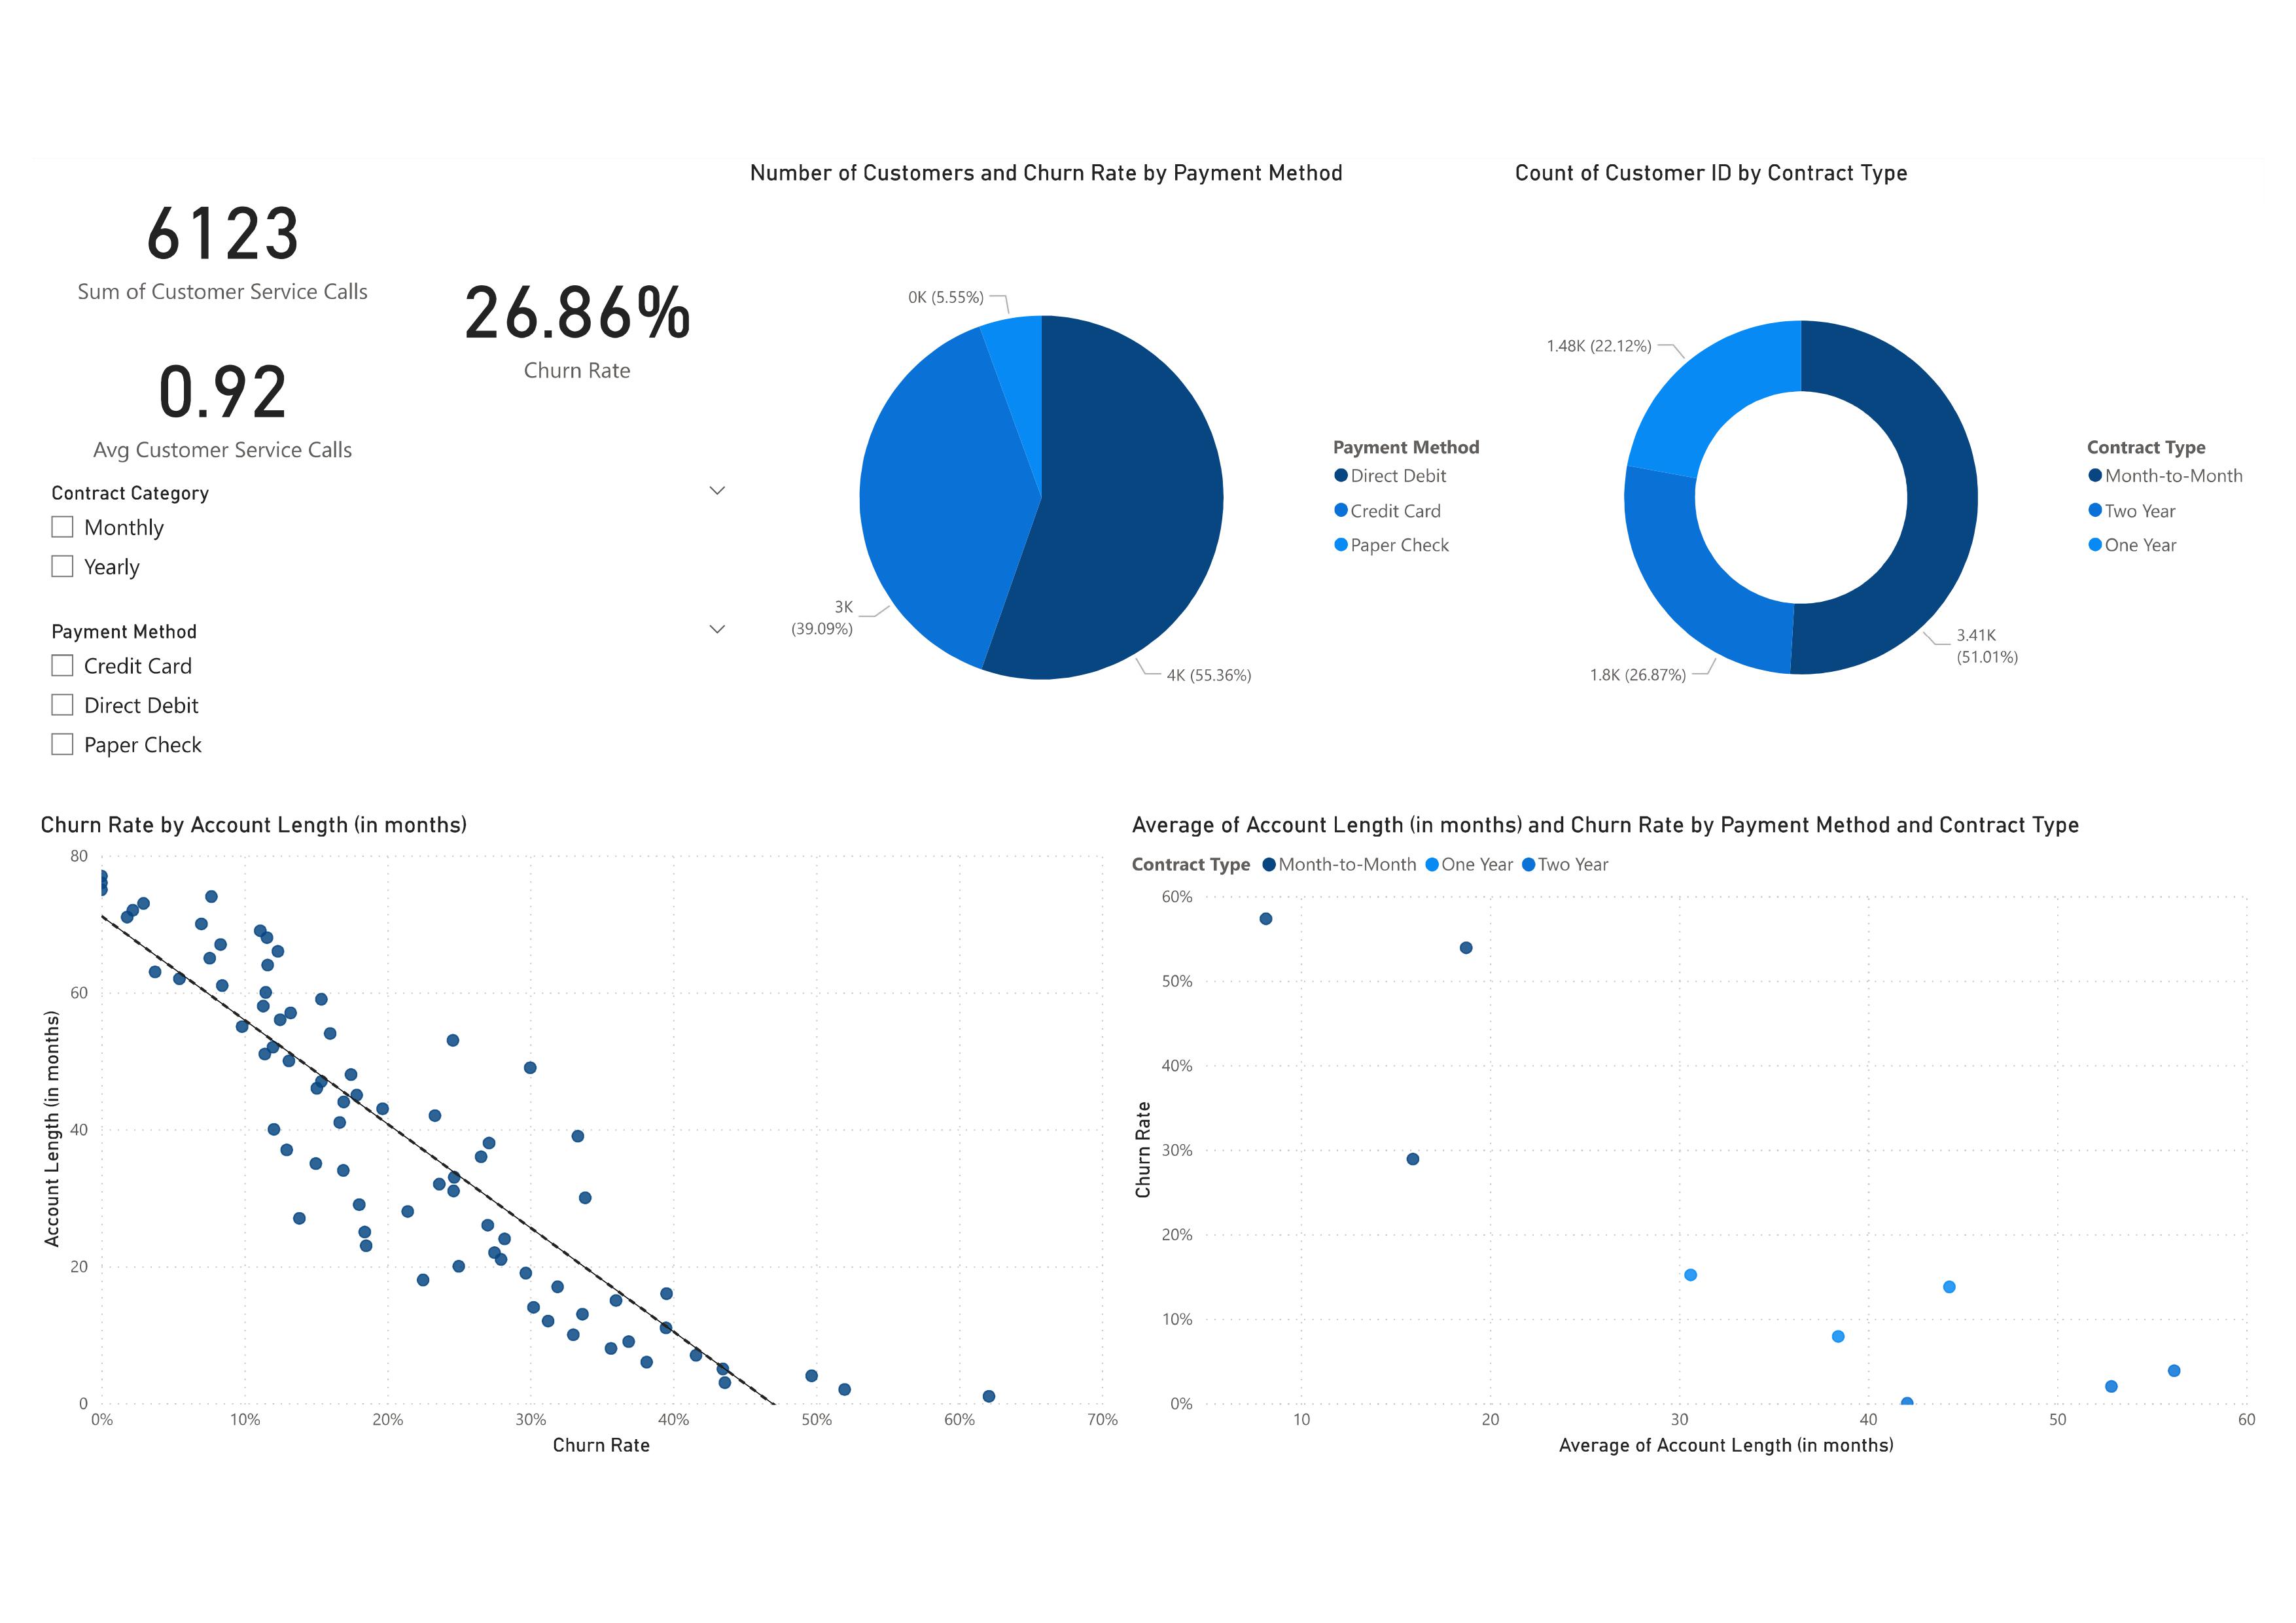 6123
Sum of Customer Service Calls
0.92
Avg Customer Service Calls
26.86%
Churn Rate
Contract Category
Monthly
Yearly
Payment Method
Credit Card
Direct Debit
Paper Check
Number of Customers and Churn Rate by Payment Method
0K (5.55%)
3K
(39.09%)
4K (55.36%)
Payment Method
Direct Debit
Credit Card
Paper Check
Count of Customer ID by Contract Type
1.48K (22.12%)
1.8K (26.87%)
3.41K
(51.01%)
Contract Type
Month-to-Month
Two Year
One Year
Churn Rate by Account Length (in months)
Account Length (in months)
80
60
40
20
0
0% 10% 20% 30% 40% 50% 60% 70%
Churn Rate
Average of Account Length (in months) and Churn Rate by Payment Method and Contract Type
Contract Type Month-to-Month One Year Two Year
Churn Rate
60%
50%
40%
30%
20%
10%
0%
10 20 30 40 50 60
Average of Account Length (in months)